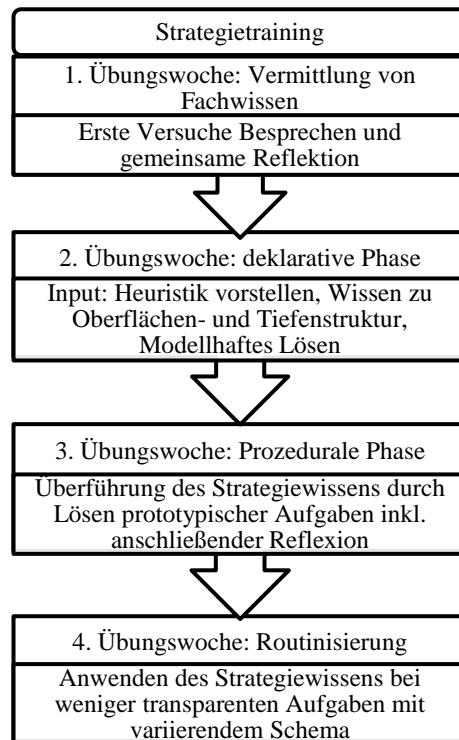 Strategietraining
1. Übungswoche: Vermittlung von
Fachwissen
Erste Versuche Besprechen und
gemeinsame Reflektion
2. Übungswoche: deklarative Phase
Input: Heuristik vorstellen, Wissen zu
Oberflächen- und Tiefenstruktur,
Modellhaftes Lösen
3. Übungswoche: Prozedurale Phase
Überführung des Strategiewissens durch
Lösen prototypischer Aufgaben inkl.
anschließender Reflexion
4. Übungswoche: Routinisierung
Anwenden des Strategiewissens bei
weniger transparenten Aufgaben mit
variierendem Schema